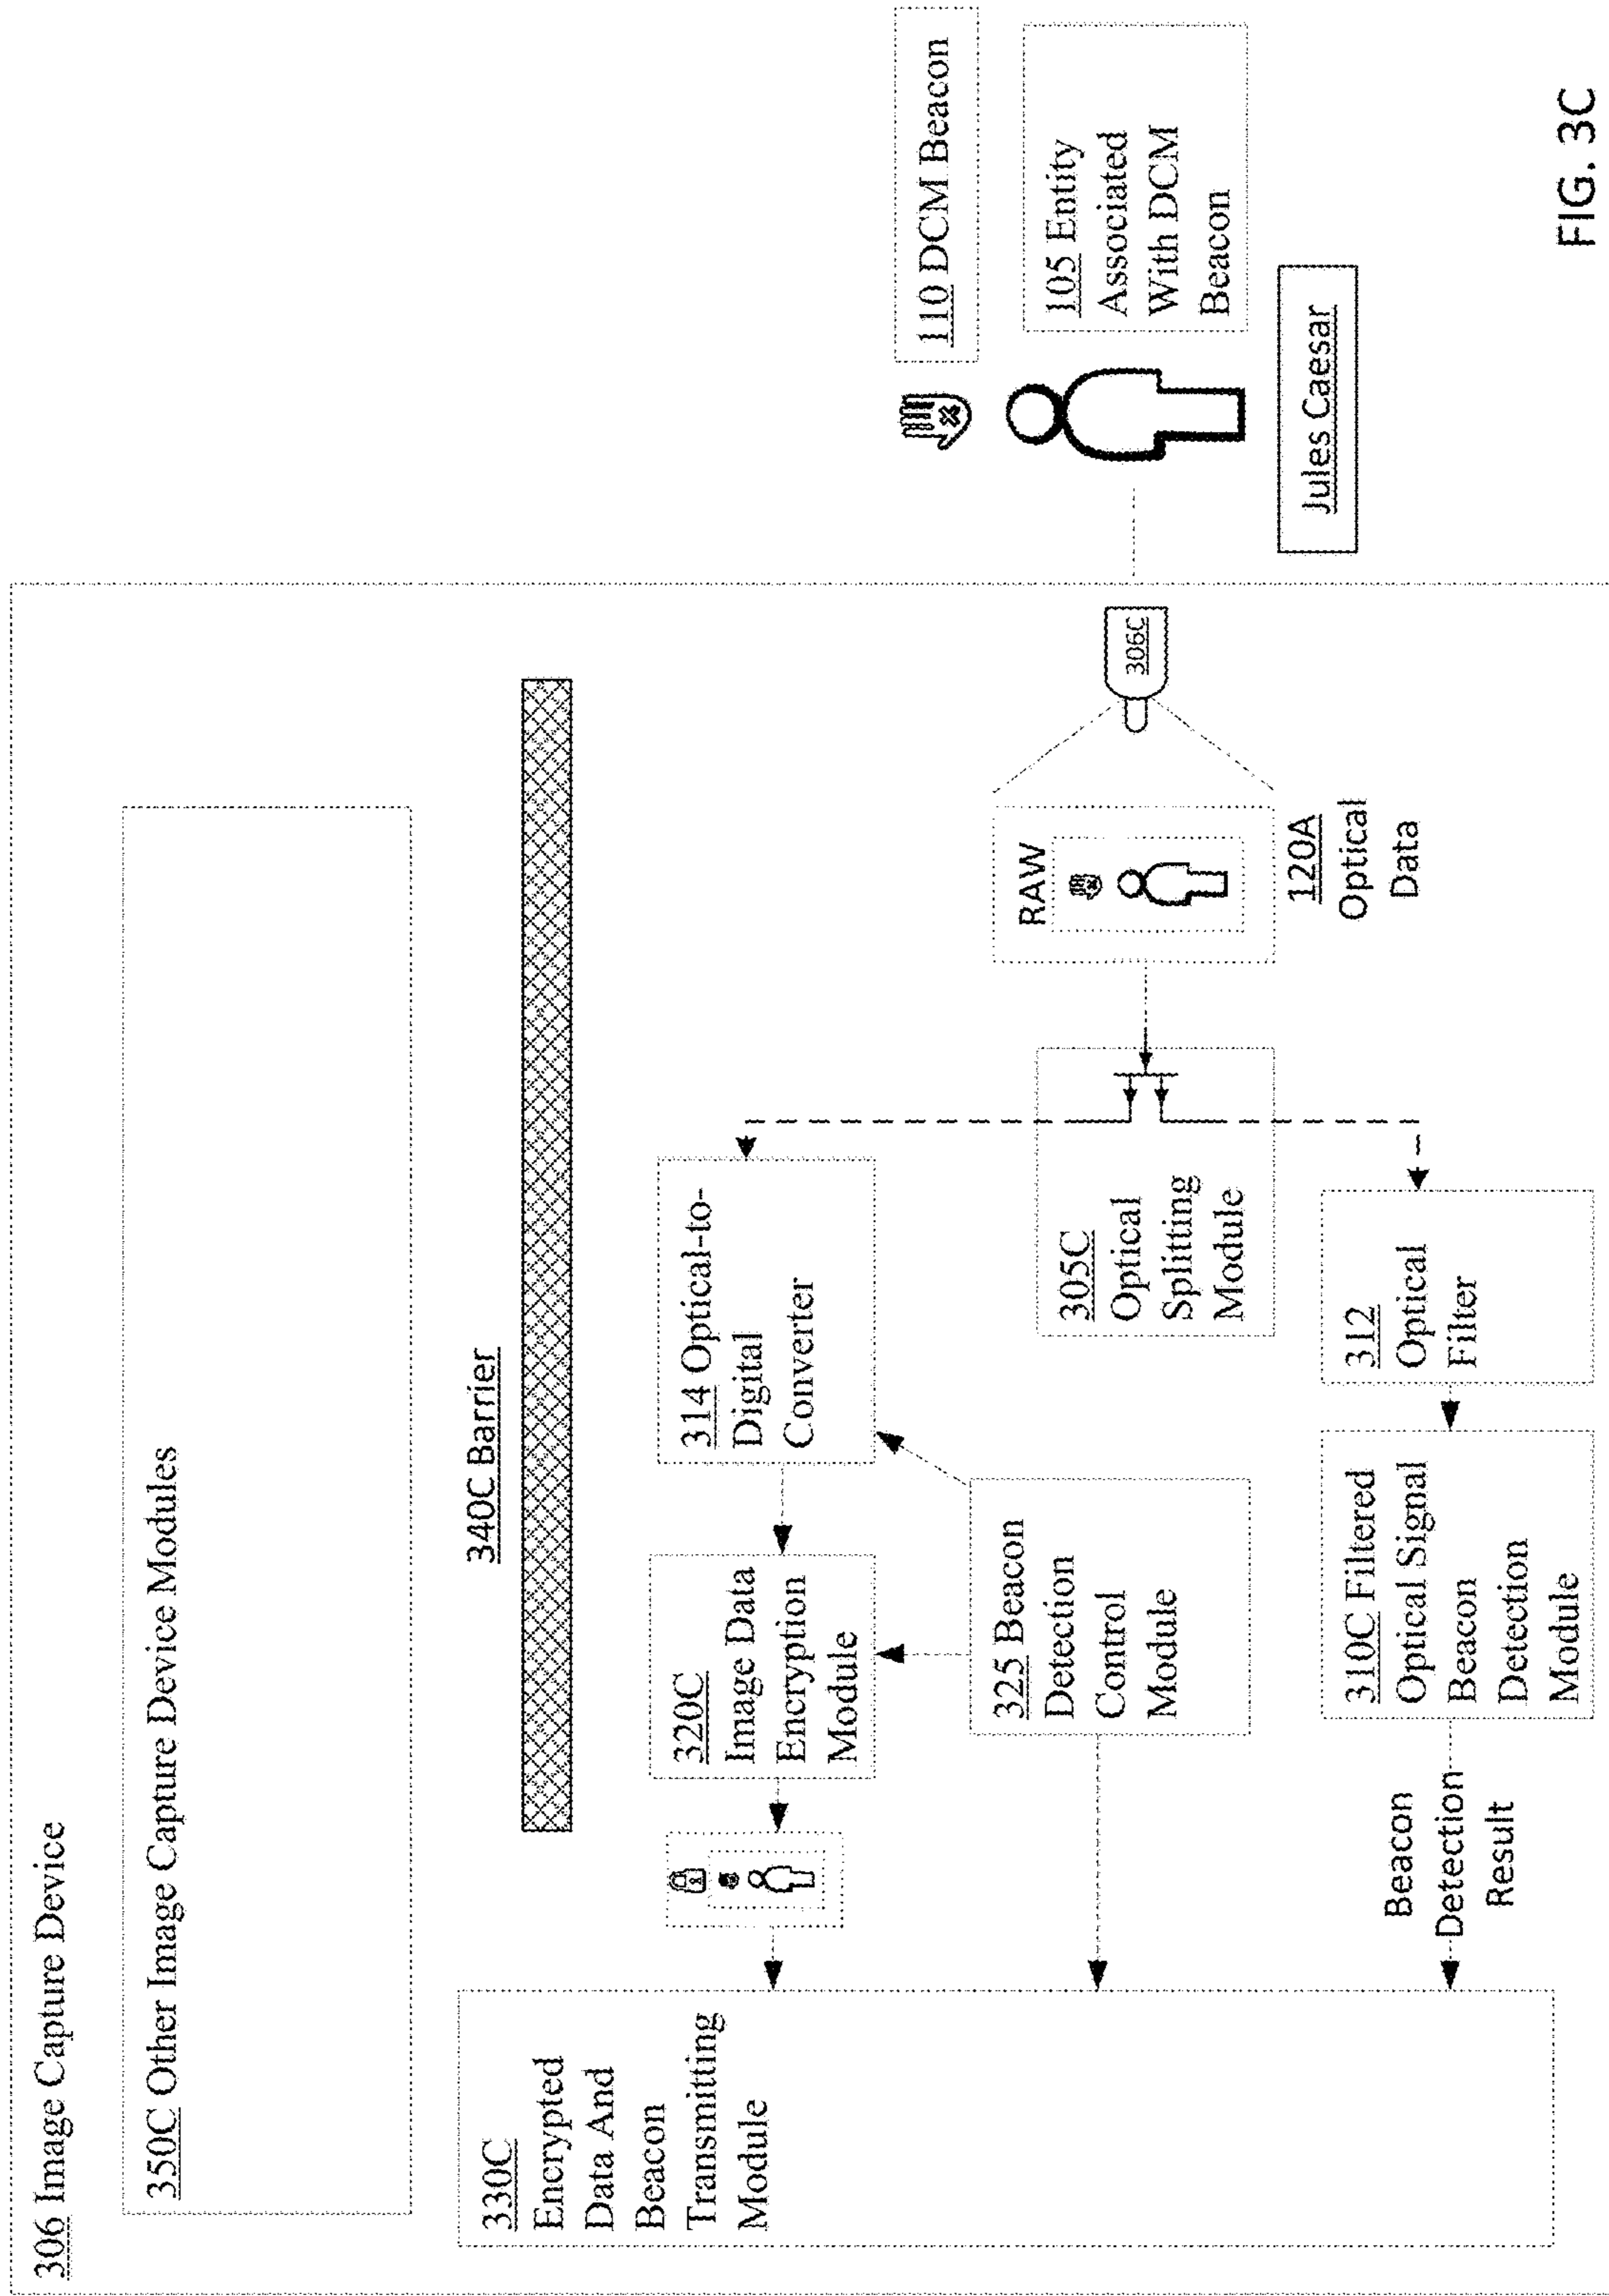 306 Image Capture Device
350C Other Image Capture Device Modules
340C Barrier
330C
Encrypted
Data And
Beacon
Transmitting
Module
320C
Image Data
Encryption
Module
314 Optical-to-
Digital
Converter
325 Beacon
Detection
Control
Module
305C
Optical
Splitting
Module
RAW
120A
Optical
Data
306C
110 DCM Beacon
105 Entity
Associated
With DCM
Beacon
Jules Caesar
Beacon
Detection
Result
310C Filtered
Optical Signal
Beacon
Detection
Module
312
Optical
Filter
FIG. 3C